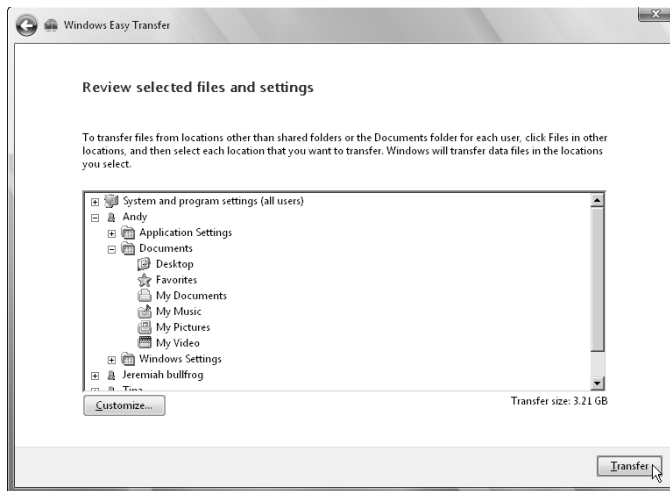 Windows Easy Transfer
Review selected files and settings
To transfer files from locations other than shared folders or the Documents folder for each user, click Files in other
locations, and then select each location that you want to transfer. Windows will transfer data files in the locations
you select.
System and program settings (all users)
Andy
Application Settings
Documents
Desktop
Favorites
My Documents
My Music
My Pictures
My Video
Windows Settings
Jeremiah bullfrog
Tina
Customize...
Transfer size: 3.21 GB
Transfer